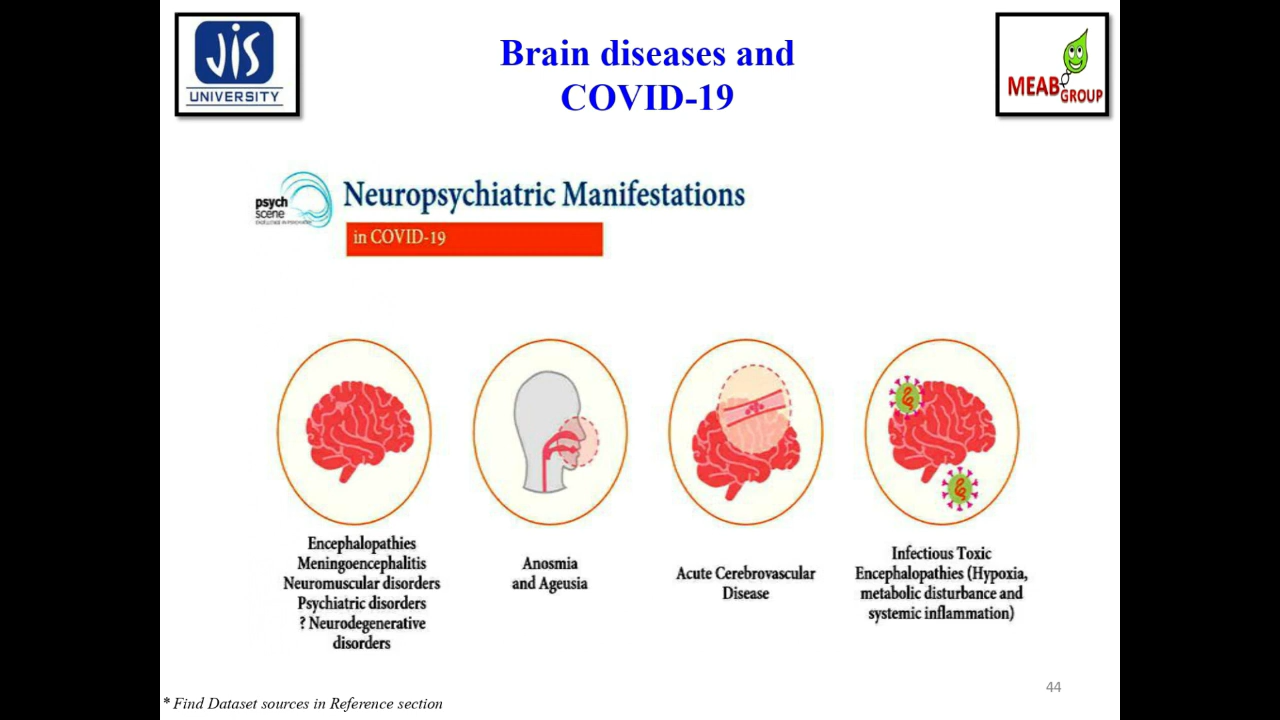 JIS
UNIVERSITY
Brain diseases and
COVID-19
MEAB
GROUP
psych
scene
Neuropsychiatric Manifestations
in COVID-19
Encephalopathies
Meningoencephalitis
Neuromuscular disorders
Psychiatric disorders
? Neurodegenerative
disorders
Anosmia
and Ageusia
Acute Cerebrovascular
Disease
Infectious Toxic
Encephalopathies (Hypoxia,
metabolic disturbance and
systemic inflammation)
44
* Find Dataset sources in Reference section